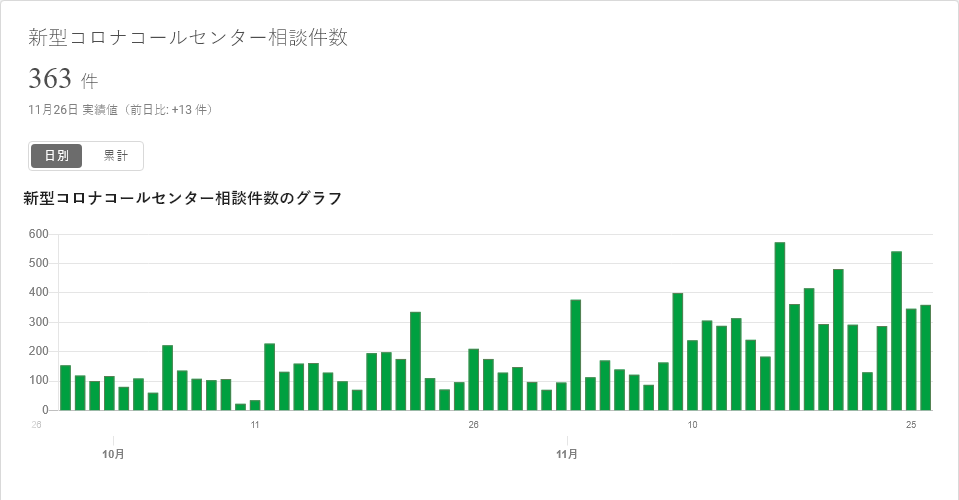 新型コロナコールセンター相談件数
363 件
11月26日 実績値（前日比: +13 件）
日別 累計
新型コロナコールセンター相談件数のグラフ
600
500
400
300
200
100
0
26 11 26 10 25
10月 11月